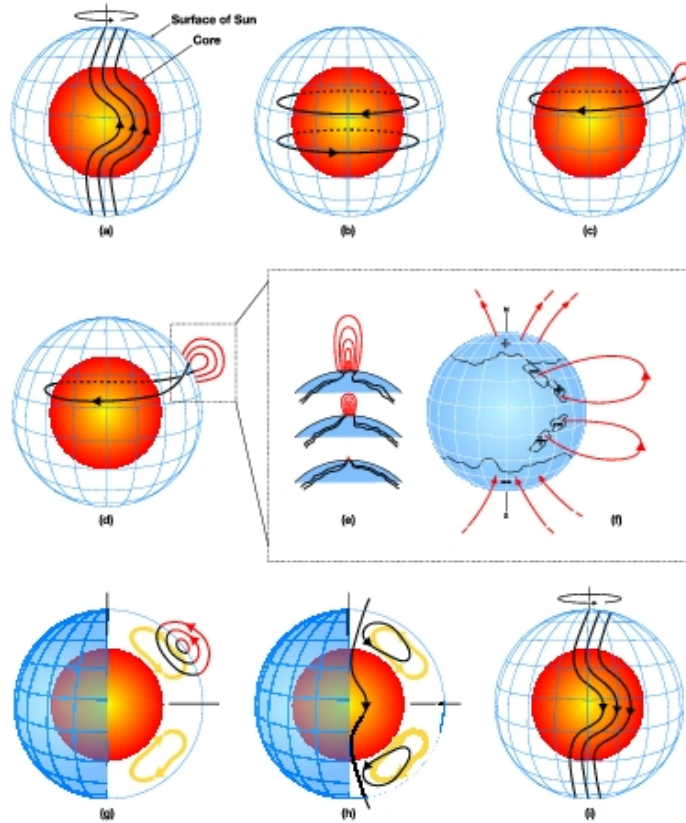 Surface of Sun
Core
(a)
(b)
(c)
N
+
S
(d)
(e)
(f)
(g)
(h)
(i)